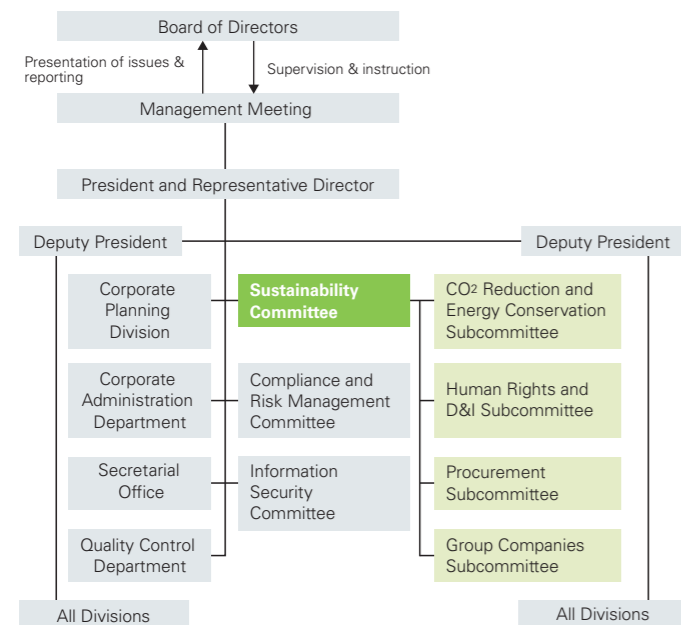 Board of Directors
Presentation of issues &
reporting
Supervision & instruction
Management Meeting
President and Representative Director
Deputy President
Deputy President
Corporate
Planning
Division
Sustainability
Committee
CO2 Reduction and
Energy Conservation
Subcommittee
Corporate
Administration
Department
Compliance and
Risk Management
Committee
Human Rights and
D&I Subcommittee
Secretarial
Office
Information
Security
Committee
Procurement
Subcommittee
Quality Control
Department
Group Companies
Subcommittee
All Divisions
All Divisions